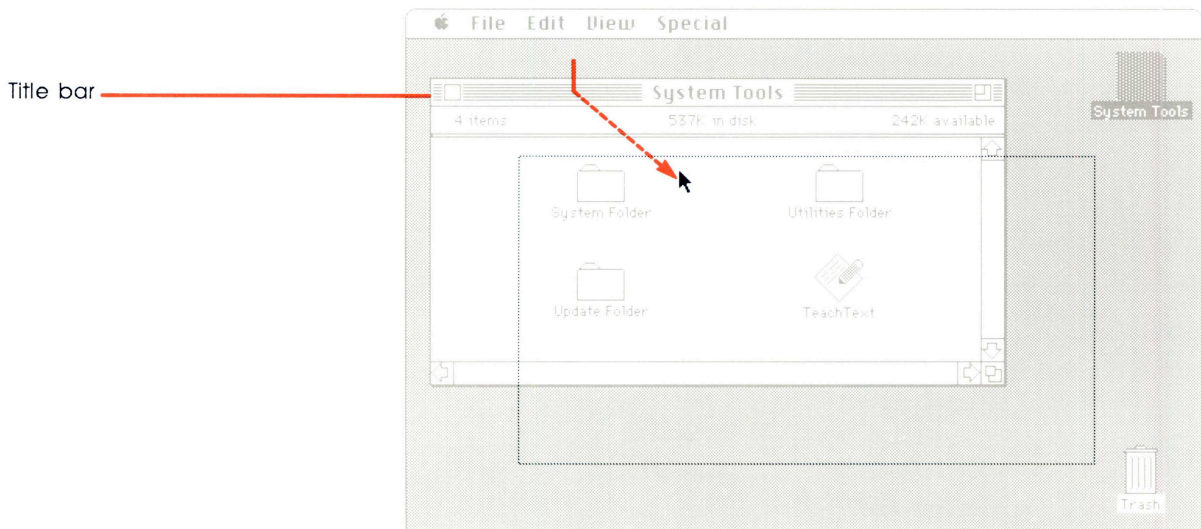 File Edit View Special
Title bar
System Tools
4 items 537K in disk 242K available
System Tools
System Folder Utilities Folder
Update Folder TeachText
Trash